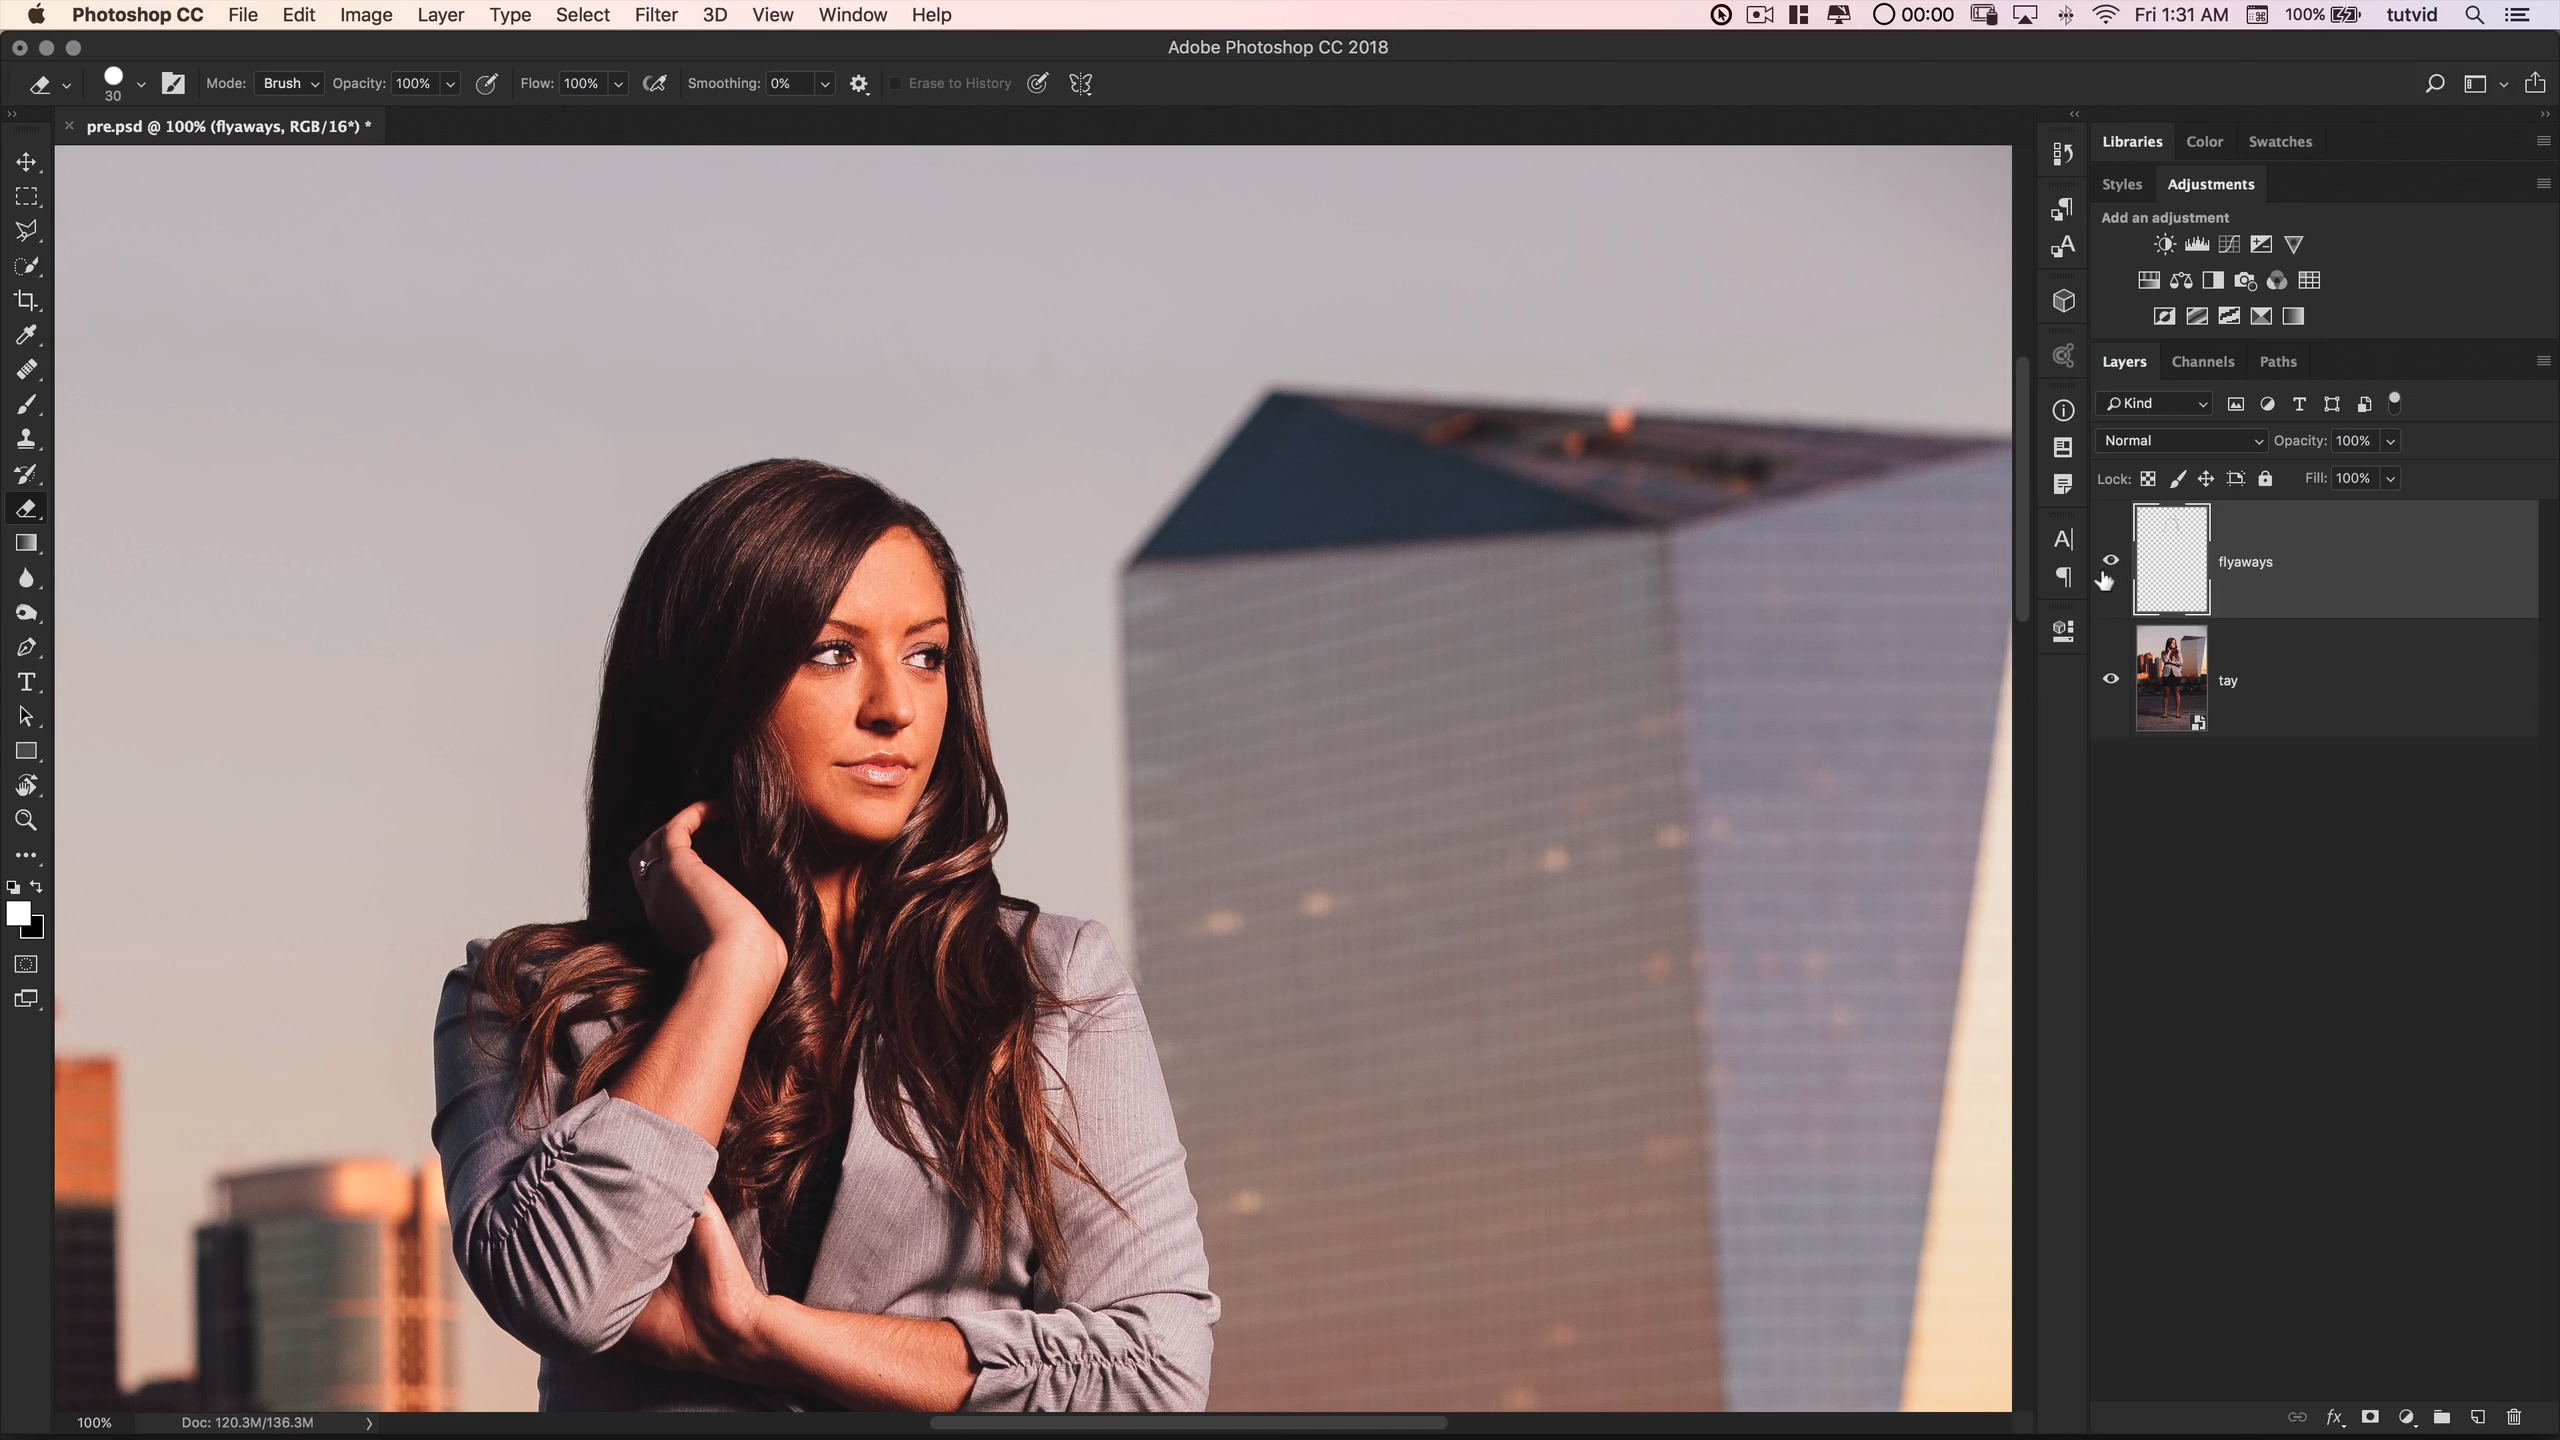 Photoshop CC File Edit Image Layer Type Select Filter 3D View Window Help 00:00 Fri 1:31 AM 100% tutvid
Adobe Photoshop CC 2018
30 Mode: Brush Opacity: 100% Flow: 100% Smoothing: 0% Erase to History
pre.psd @ 100% (flyaways, RGB/16*) *
Libraries Color Swatches
Styles Adjustments
Add an adjustment
Layers Channels Paths
Kind
Normal Opacity: 100%
Lock: Fill: 100%
flyaways
tay
100% Doc: 120.3M/136.3M